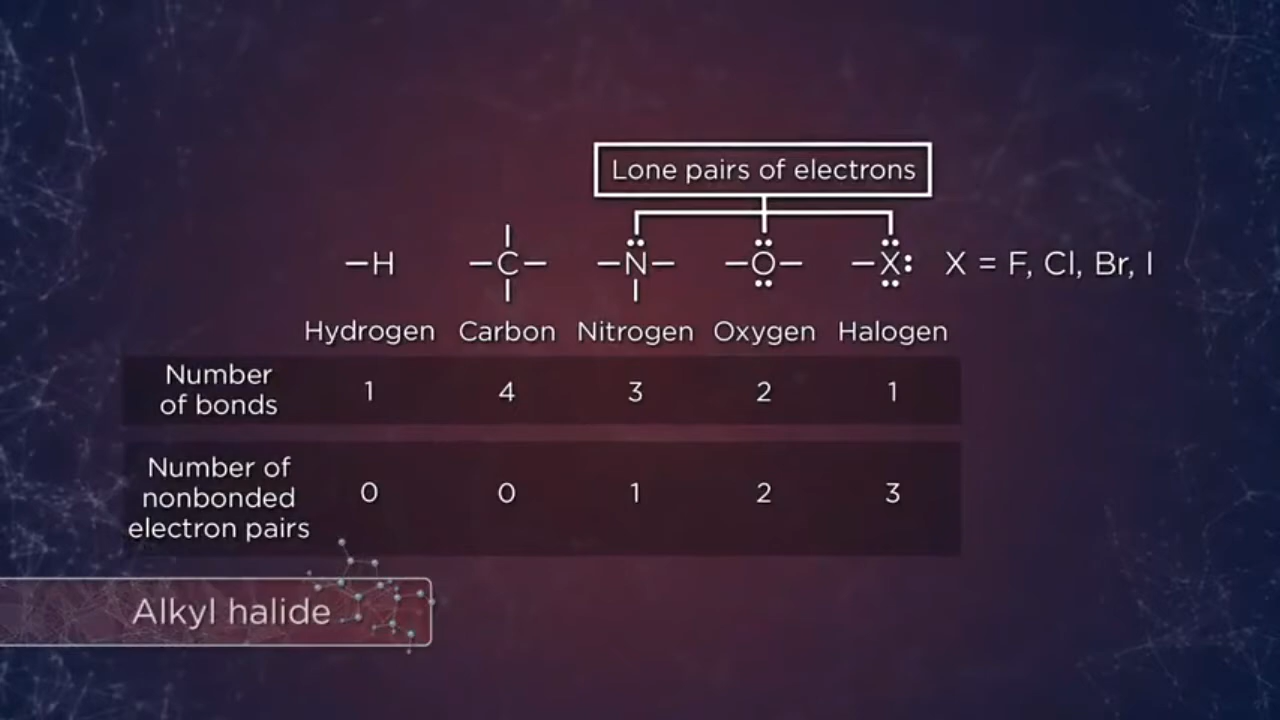 Lone pairs of electrons
–H –C– –N– –O– –X: X = F, Cl, Br, I
Hydrogen Carbon Nitrogen Oxygen Halogen
Number
of bonds
1 4 3 2 1
Number of
nonbonded
electron pairs
0 0 1 2 3
Alkyl halide